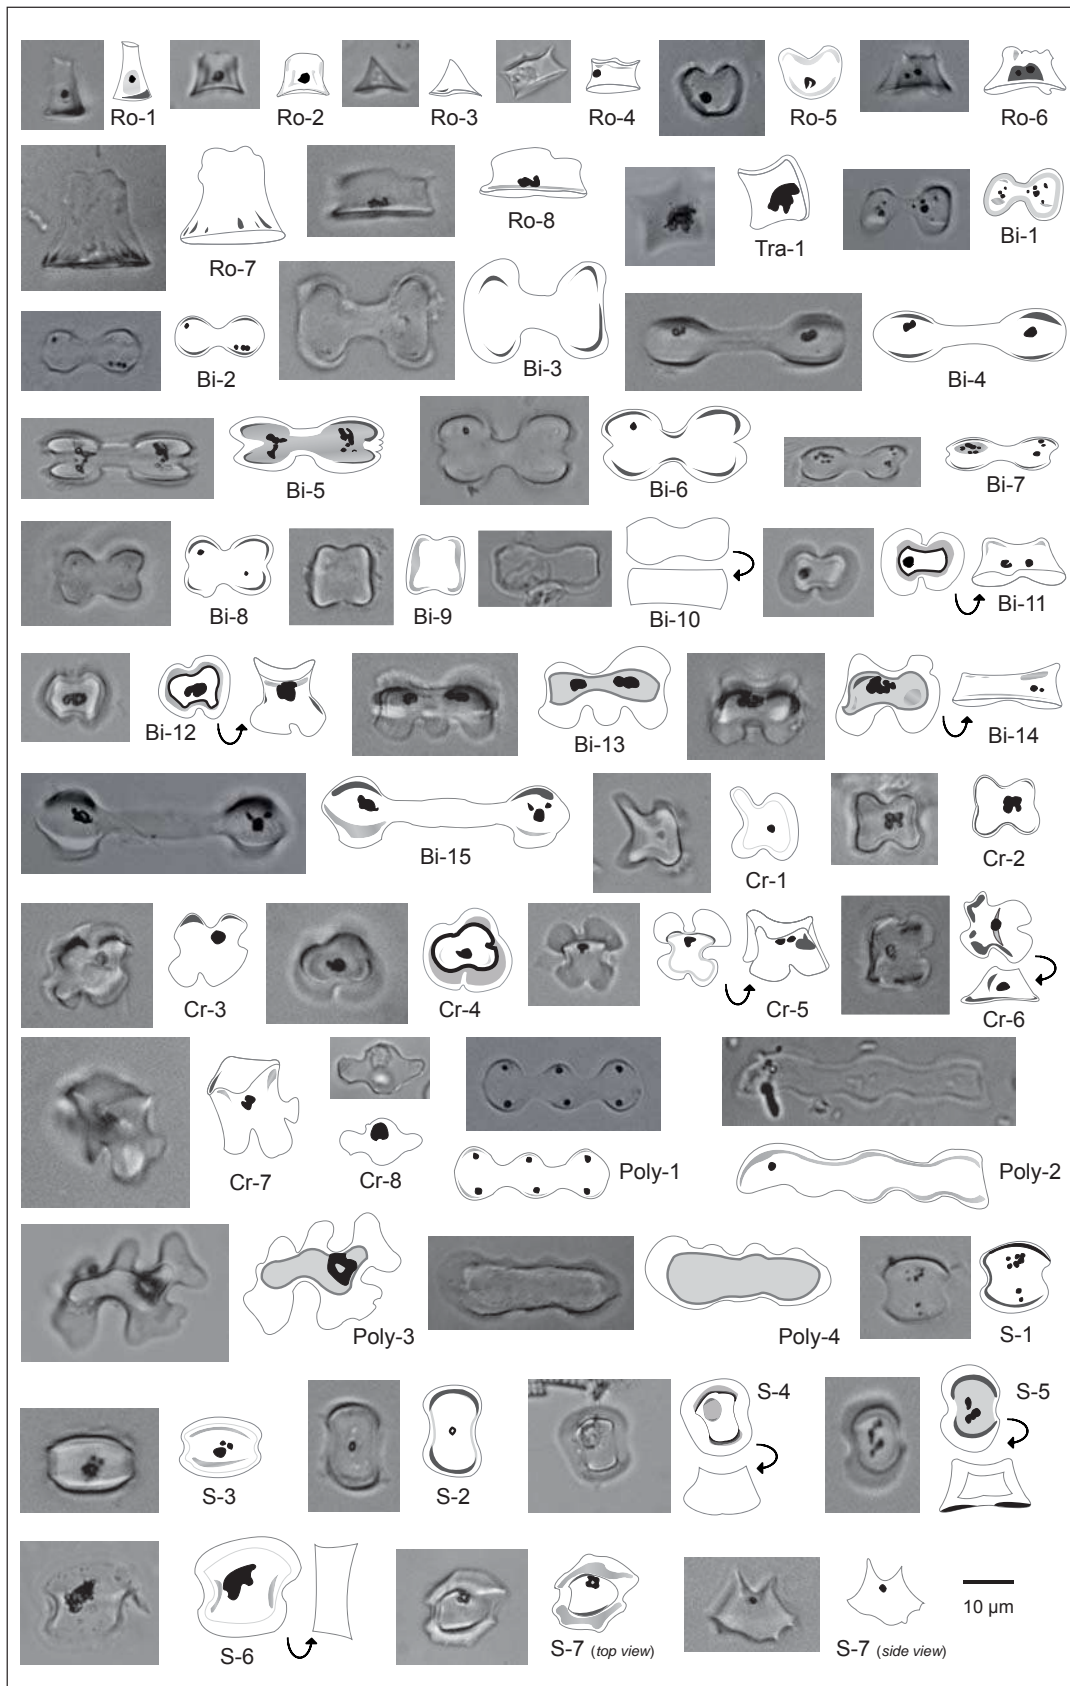 Ro-1
Ro-2
Ro-3
Ro-4
Ro-5
Ro-6
Ro-7
Ro-8
Tra-1
Bi-1
Bi-2
Bi-3
Bi-4
Bi-5
Bi-6
Bi-7
Bi-8
Bi-9
Bi-10
Bi-11
Bi-12
Bi-13
Bi-14
Bi-15
Cr-1
Cr-2
Cr-3
Cr-4
Cr-5
Cr-6
Cr-7
Cr-8
Poly-1
Poly-2
Poly-3
Poly-4
S-1
S-3
S-2
S-4
S-5
S-6
S-7 (top view)
S-7 (side view)
10 µm